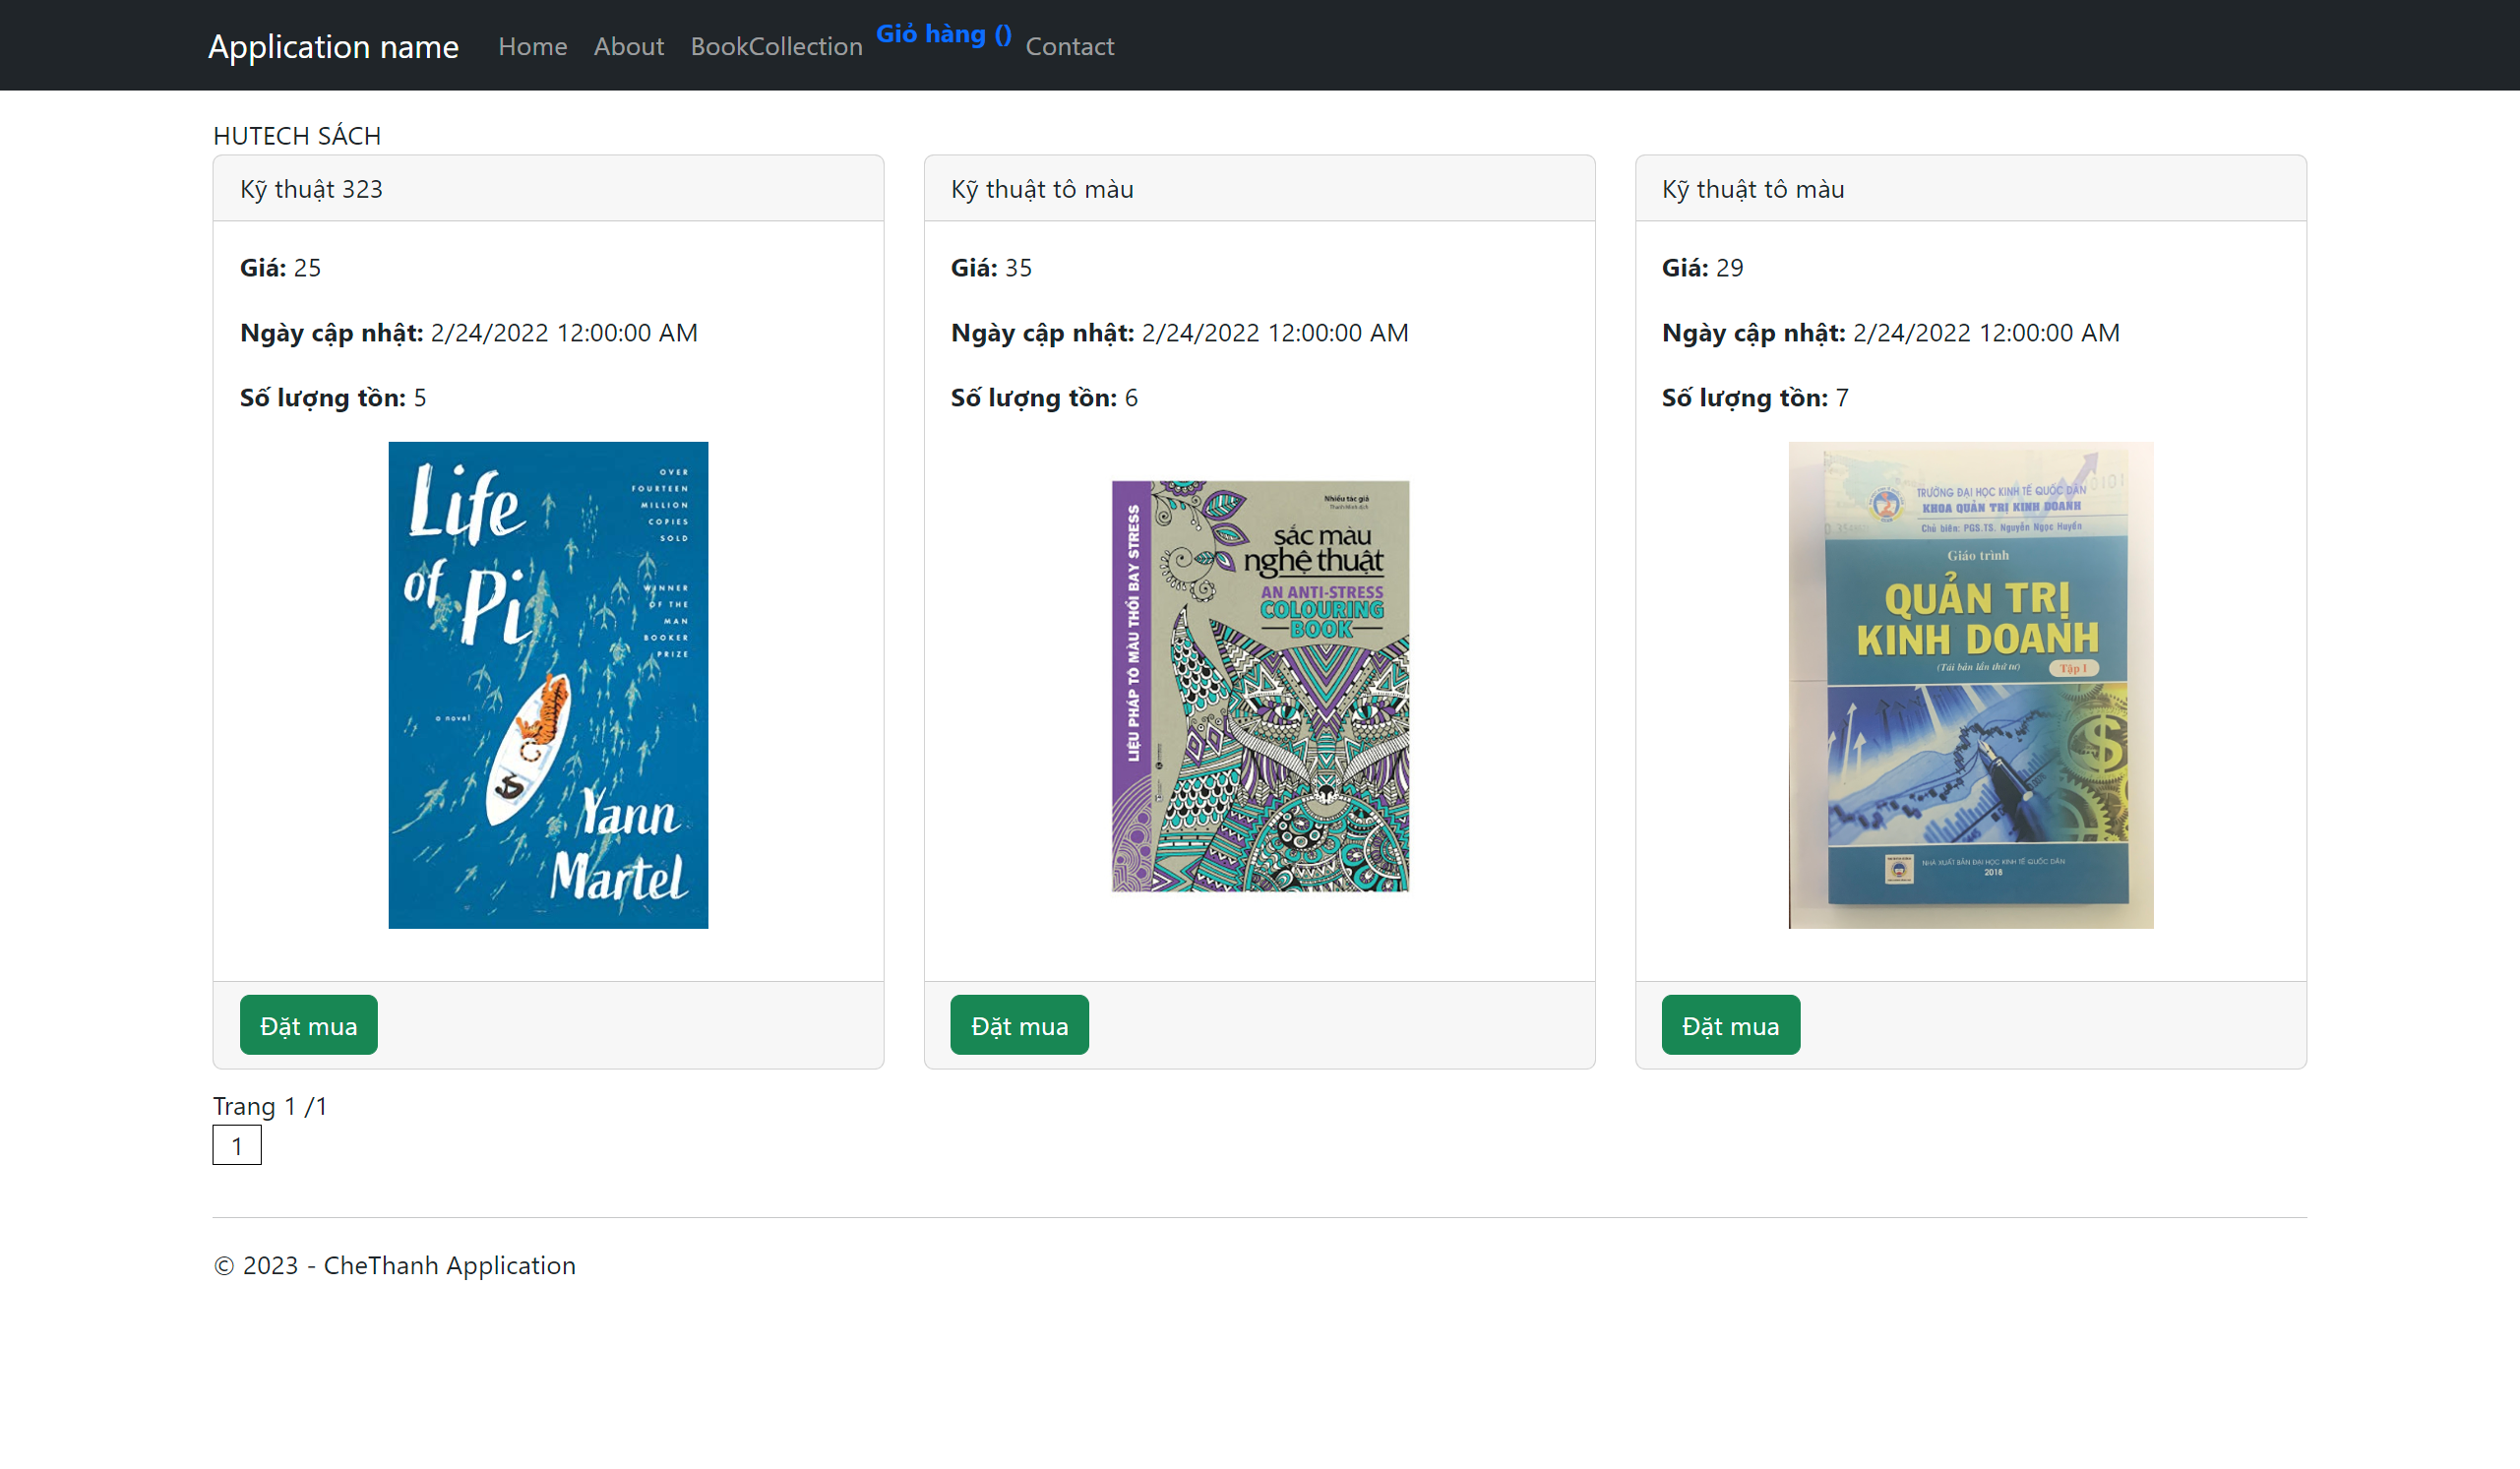 Application name Home About BookCollection Giỏ hàng () Contact
HUTECH SÁCH
Kỹ thuật 323
Giá: 25
Ngày cập nhật: 2/24/2022 12:00:00 AM
Số lượng tồn: 5
Life
of Pi
OVER
FOURTEEN
MILLION
COPIES
SOLD
WINNER
OF THE
MAN
BOOKER
PRIZE
a novel
Yann
Martel
Đặt mua
Kỹ thuật tô màu
Giá: 35
Ngày cập nhật: 2/24/2022 12:00:00 AM
Số lượng tồn: 6
LIỆU PHÁP TÔ MÀU THỔI BAY STRESS
Nhiều tác giả
sắc màu
nghệ thuật
AN ANTI-STRESS
COLOURING
BOOK
Đặt mua
Kỹ thuật tô màu
Giá: 29
Ngày cập nhật: 2/24/2022 12:00:00 AM
Số lượng tồn: 7
TRƯỜNG ĐẠI HỌC KINH TẾ QUỐC DÂN
KHOA QUẢN TRỊ KINH DOANH
Chủ biên: PGS.TS. Nguyễn Ngọc Huyền
Giáo trình
QUẢN TRỊ
KINH DOANH
(Tái bản lần thứ tư)
Tập I
NHÀ XUẤT BẢN ĐẠI HỌC KINH TẾ QUỐC DÂN
2018
Đặt mua
Trang 1 /1
1
© 2023 - CheThanh Application